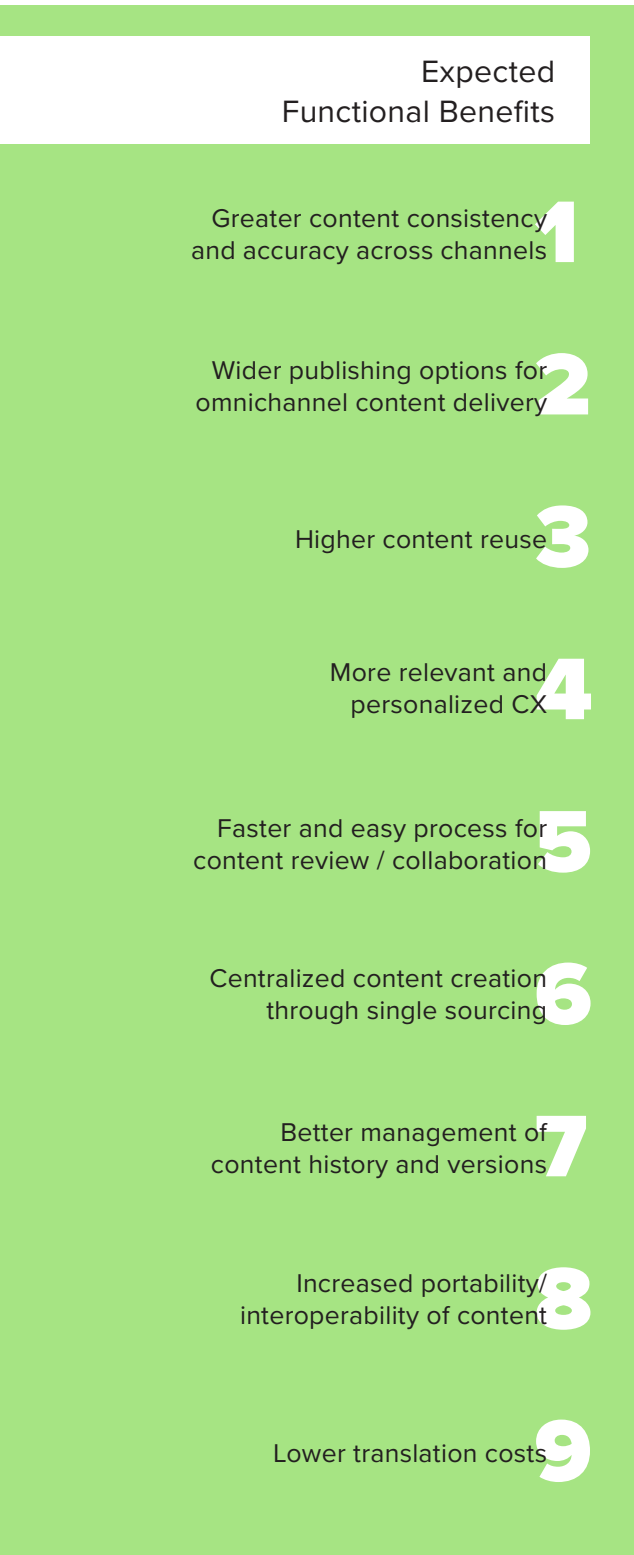 Expected
Functional Benefits
Greater content consistency
and accuracy across channels
1
Wider publishing options for
omnichannel content delivery
2
Higher content reuse
3
More relevant and
personalized CX
4
Faster and easy process for
content review / collaboration
5
Centralized content creation
through single sourcing
6
Better management of
content history and versions
7
Increased portability/
interoperability of content
8
Lower translation costs
9